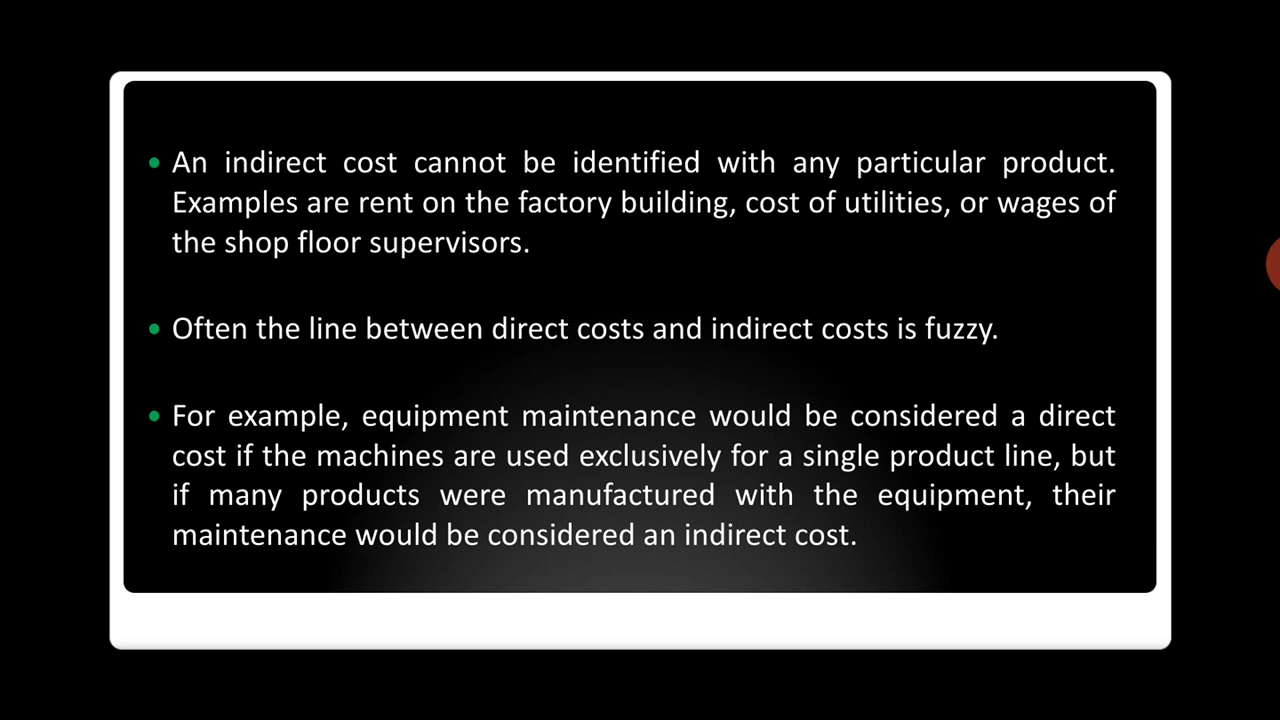 • An indirect cost cannot be identified with any particular product.
Examples are rent on the factory building, cost of utilities, or wages of
the shop floor supervisors.
• Often the line between direct costs and indirect costs is fuzzy.
• For example, equipment maintenance would be considered a direct
cost if the machines are used exclusively for a single product line, but
if many products were manufactured with the equipment, their
maintenance would be considered an indirect cost.